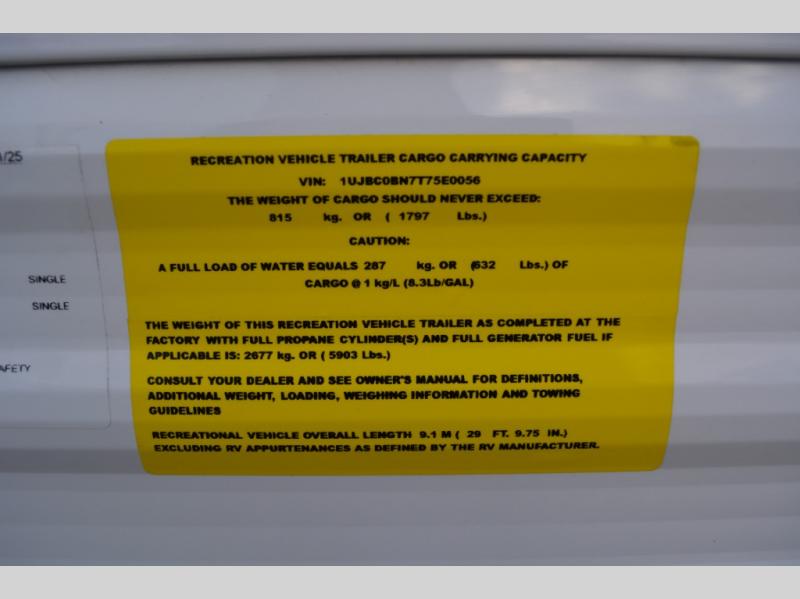 /25
SINGLE
SINGLE
AFETY
RECREATION VEHICLE TRAILER CARGO CARRYING CAPACITY
VIN: 1UJBC0BN7T75E0056
THE WEIGHT OF CARGO SHOULD NEVER EXCEED:
815 kg. OR ( 1797 Lbs.)
CAUTION:
A FULL LOAD OF WATER EQUALS 287 kg. OR (632 Lbs.) OF
CARGO @ 1 kg/L (8.3Lb/GAL)
THE WEIGHT OF THIS RECREATION VEHICLE TRAILER AS COMPLETED AT THE
FACTORY WITH FULL PROPANE CYLINDER(S) AND FULL GENERATOR FUEL IF
APPLICABLE IS: 2677 kg. OR ( 5903 Lbs.)
CONSULT YOUR DEALER AND SEE OWNER'S MANUAL FOR DEFINITIONS,
ADDITIONAL WEIGHT, LOADING, WEIGHING INFORMATION AND TOWING
GUIDELINES
RECREATIONAL VEHICLE OVERALL LENGTH 9.1 M ( 29 FT. 9.75 IN.)
EXCLUDING RV APPURTENANCES AS DEFINED BY THE RV MANUFACTURER.